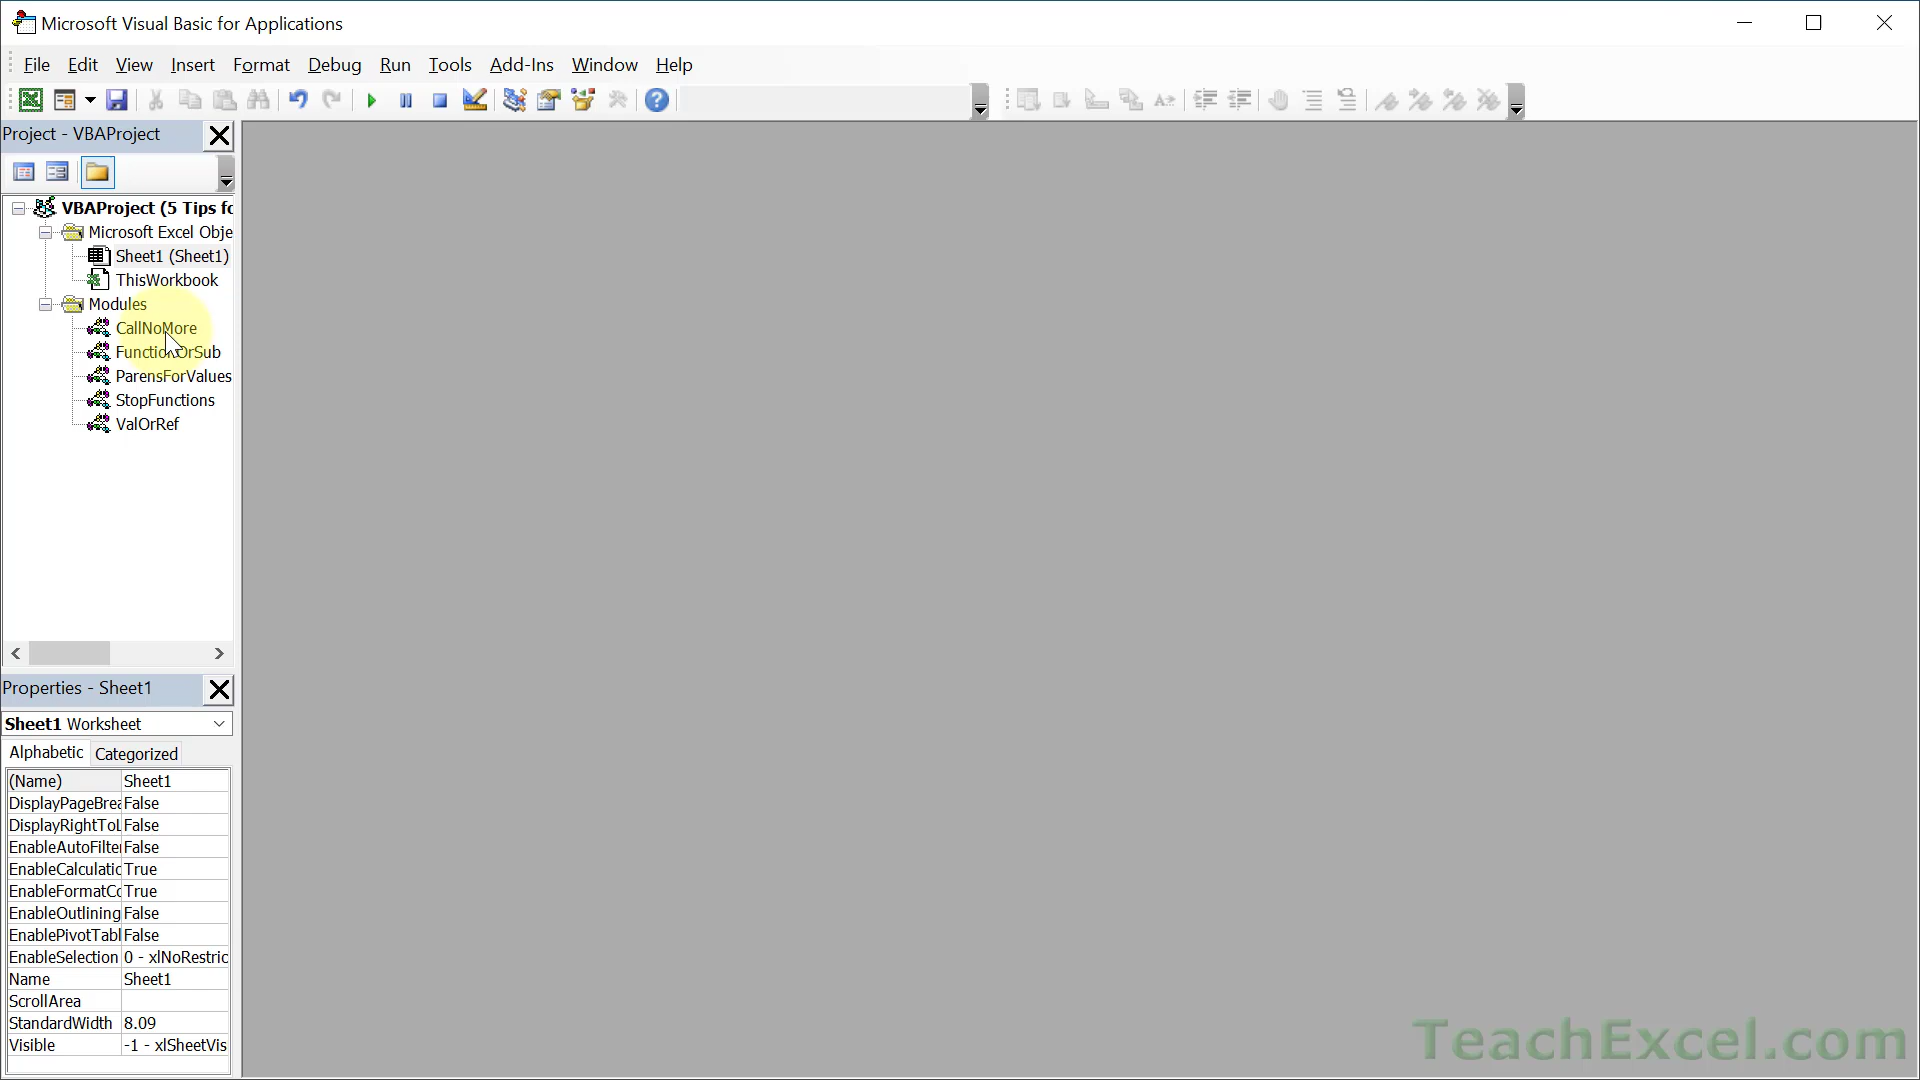 Microsoft Visual Basic for Applications
File Edit View Insert Format Debug Run Tools Add-Ins Window Help
Project - VBAProject
VBAProject (5 Tips fo
Microsoft Excel Obje
Sheet1 (Sheet1)
ThisWorkbook
Modules
CallNoMore
FunctionOrSub
ParensForValues
StopFunctions
ValOrRef
Properties - Sheet1
Sheet1 Worksheet
Alphabetic Categorized
(Name) Sheet1
DisplayPageBrea False
DisplayRightToL False
EnableAutoFilter False
EnableCalculatic True
EnableFormatCo True
EnableOutlining False
EnablePivotTabl False
EnableSelection 0 - xlNoRestric
Name Sheet1
ScrollArea
StandardWidth 8.09
Visible -1 - xlSheetVis
TeachExcel.com